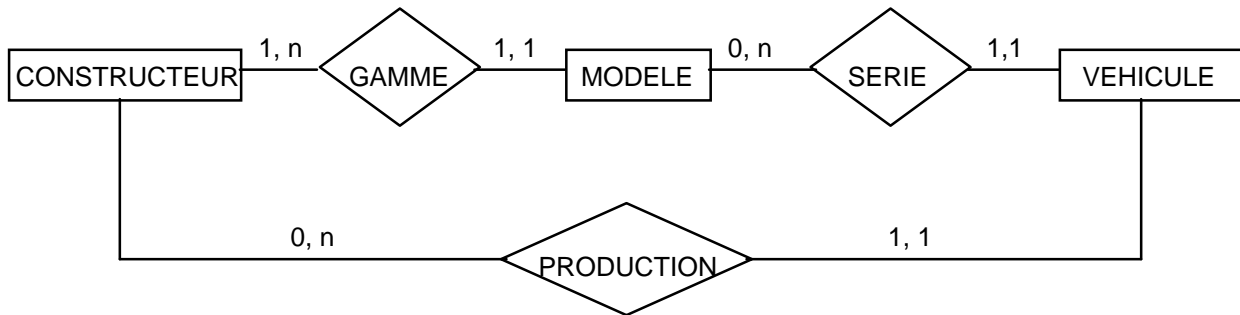 1, n 1, 1 0, n 1,1
CONSTRUCTEUR GAMME MODELE SERIE VEHICULE
0, n 1, 1
PRODUCTION